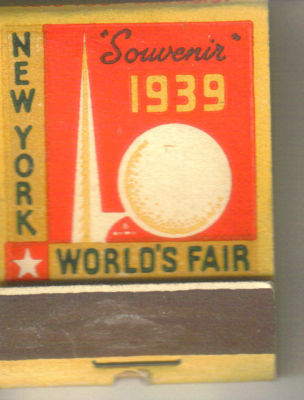 "Souvenir"
1939
NEW YORK
WORLD'S FAIR